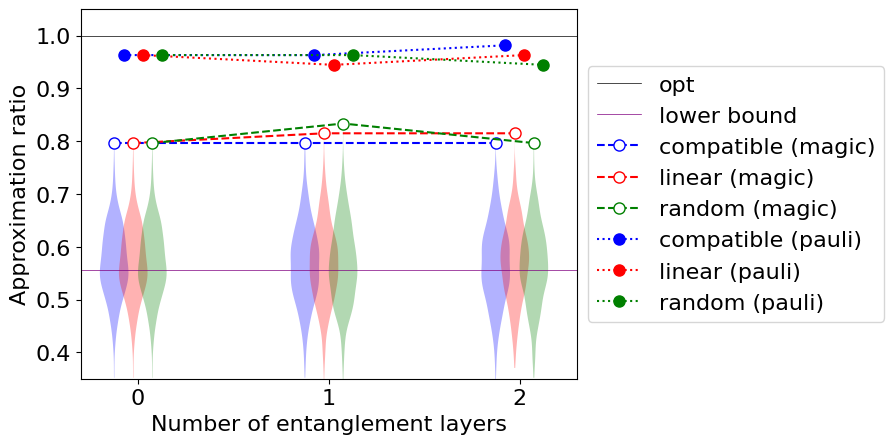 Approximation ratio
1.0
0.9
0.8
0.7
0.6
0.5
0.4
0 1 2
Number of entanglement layers
opt
lower bound
compatible (magic)
linear (magic)
random (magic)
compatible (pauli)
linear (pauli)
random (pauli)